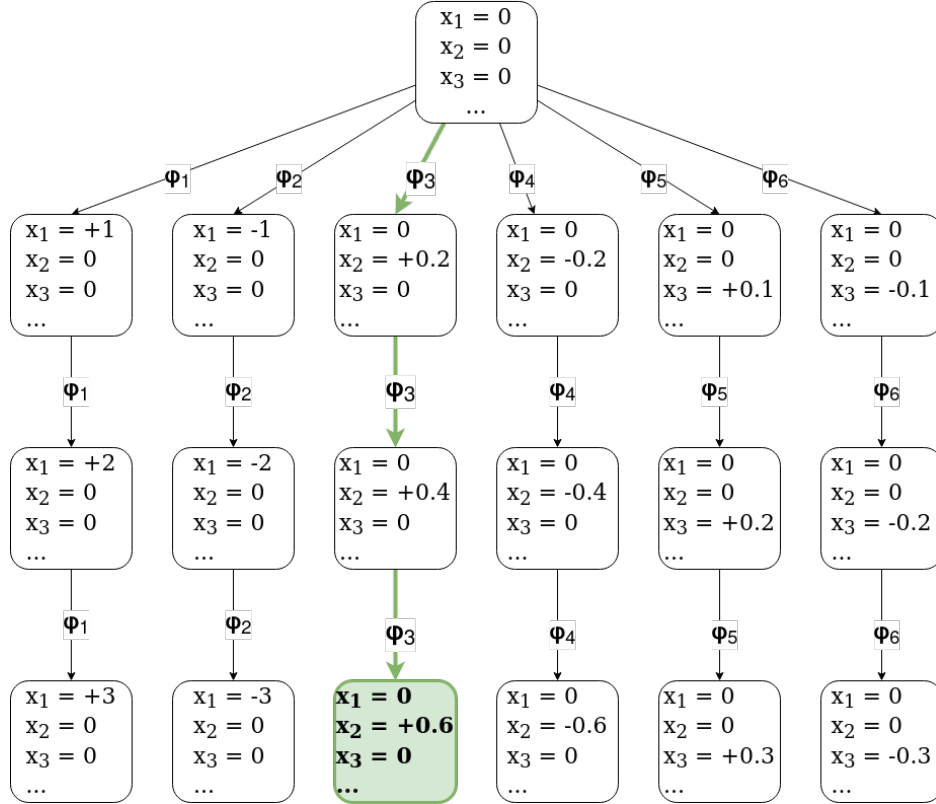 x₁ = 0
x₂ = 0
x₃ = 0
...
φ₁ φ₂ φ₃ φ₄ φ₅ φ₆
x₁ = +1 x₁ = -1 x₁ = 0 x₁ = 0 x₁ = 0 x₁ = 0
x₂ = 0 x₂ = 0 x₂ = +0.2 x₂ = -0.2 x₂ = 0 x₂ = 0
x₃ = 0 x₃ = 0 x₃ = 0 x₃ = 0 x₃ = +0.1 x₃ = -0.1
... ... ... ... ... ...
φ₁ φ₂ φ₃ φ₄ φ₅ φ₆
x₁ = +2 x₁ = -2 x₁ = 0 x₁ = 0 x₁ = 0 x₁ = 0
x₂ = 0 x₂ = 0 x₂ = +0.4 x₂ = -0.4 x₂ = 0 x₂ = 0
x₃ = 0 x₃ = 0 x₃ = 0 x₃ = 0 x₃ = +0.2 x₃ = -0.2
... ... ... ... ... ...
φ₁ φ₂ φ₃ φ₄ φ₅ φ₆
x₁ = +3 x₁ = -3 x₁ = 0 x₁ = 0 x₁ = 0 x₁ = 0
x₂ = 0 x₂ = 0 x₂ = +0.6 x₂ = -0.6 x₂ = 0 x₂ = 0
x₃ = 0 x₃ = 0 x₃ = 0 x₃ = 0 x₃ = +0.3 x₃ = -0.3
... ... ... ... ... ...